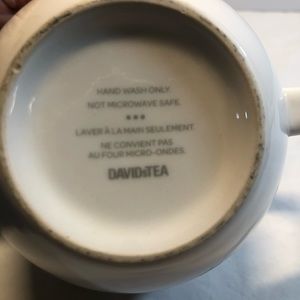 HAND WASH ONLY.
NOT MICROWAVE SAFE.
***
LAVER À LA MAIN SEULEMENT.
NE CONVIENT PAS
AU FOUR MICRO-ONDES.
DAVIDsTEA